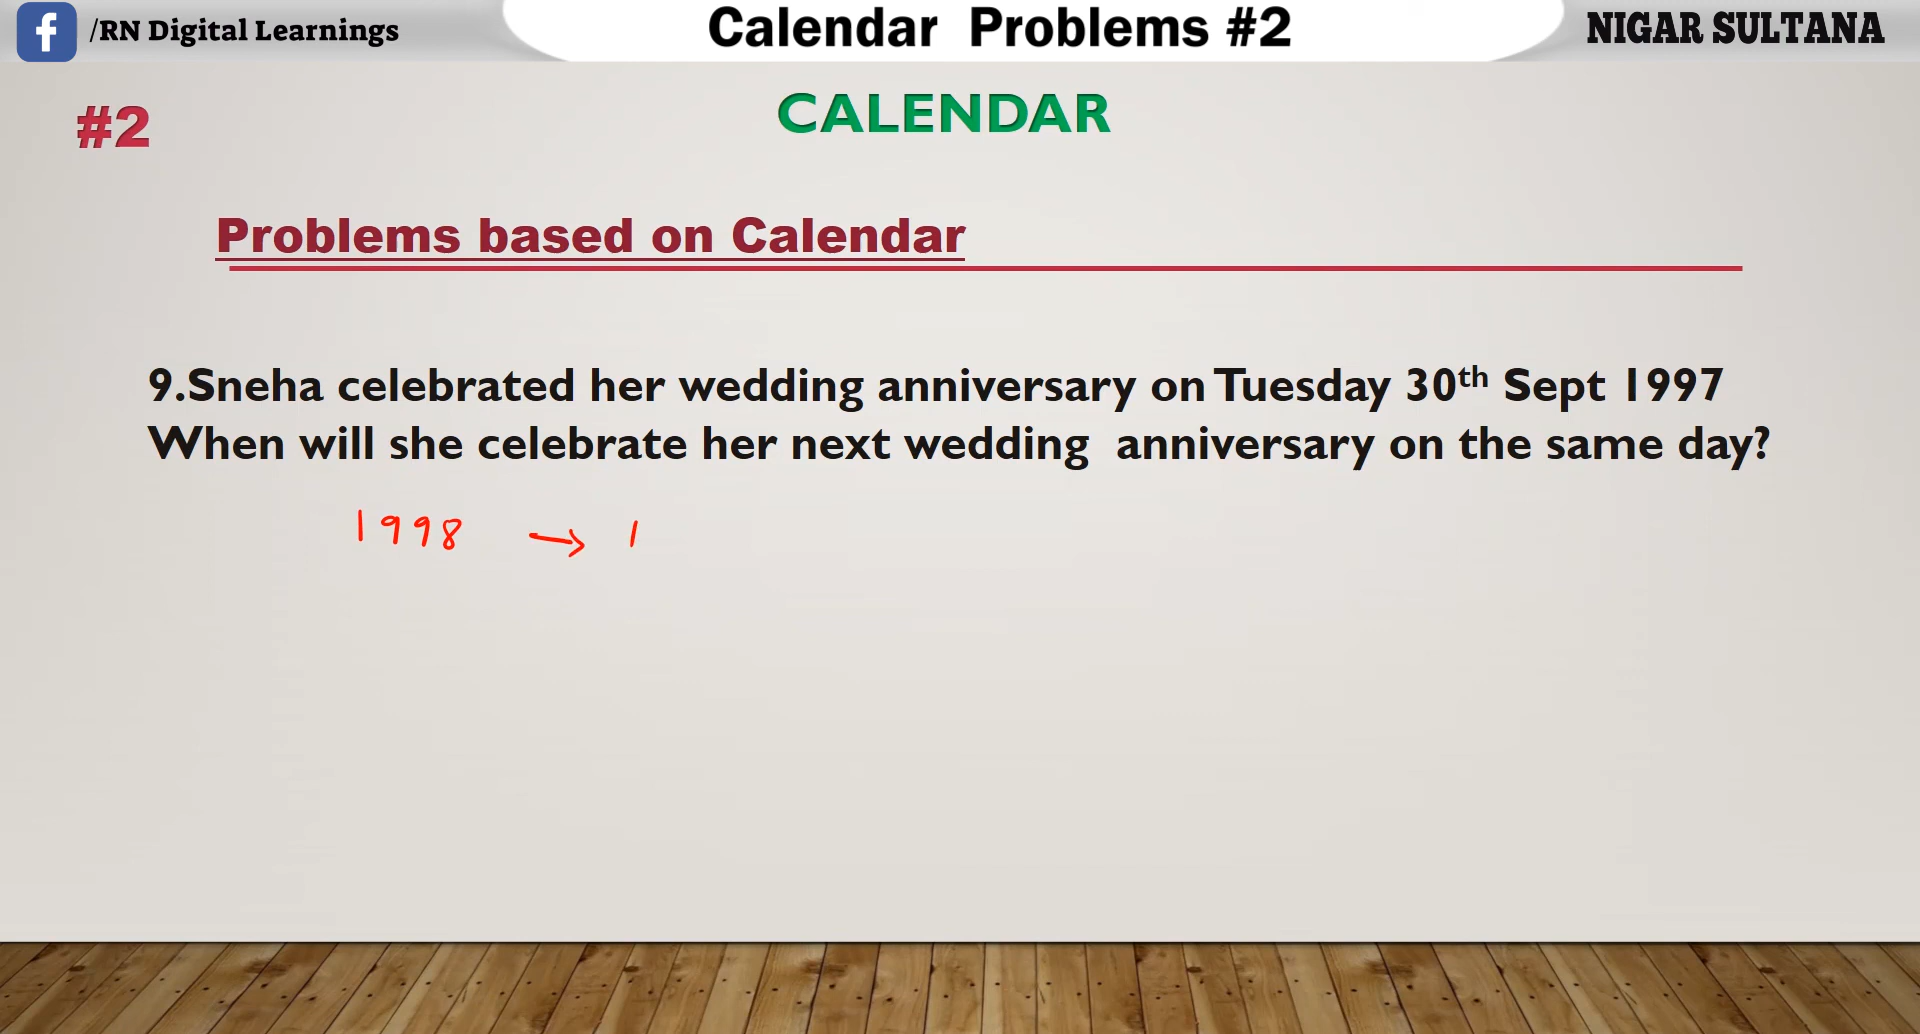 /RN Digital Learnings
Calendar Problems #2
NIGAR SULTANA
#2
CALENDAR
Problems based on Calendar
9.Sneha celebrated her wedding anniversary on Tuesday 30th Sept 1997
When will she celebrate her next wedding anniversary on the same day?
1998 → 1